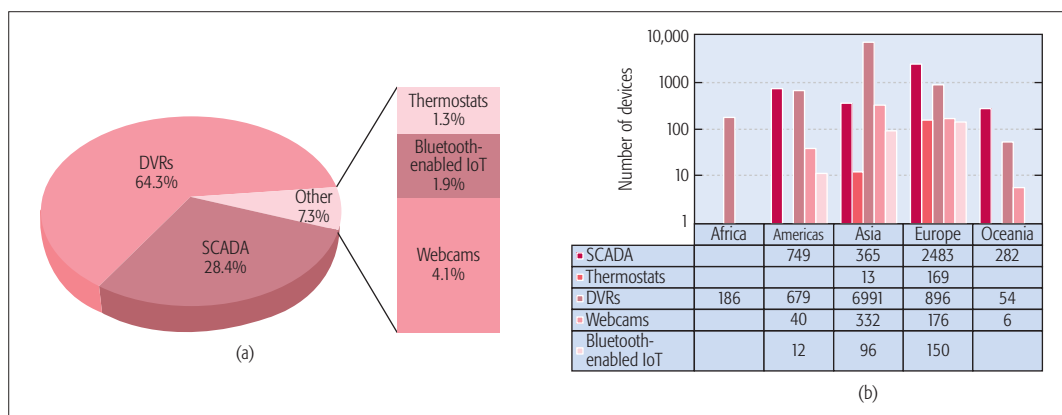 DVRs
64.3%
SCADA
28.4%
Other
7.3%
Thermostats
1.3%
Bluetooth-
enabled IoT
1.9%
Webcams
4.1%
(a)
Number of devices
10,000
1000
100
10
1
Africa Americas Asia Europe Oceania
SCADA 749 365 2483 282
Thermostats 13 169
DVRs 186 679 6991 896 54
Webcams 40 332 176 6
Bluetooth-
enabled IoT 12 96 150
(b)